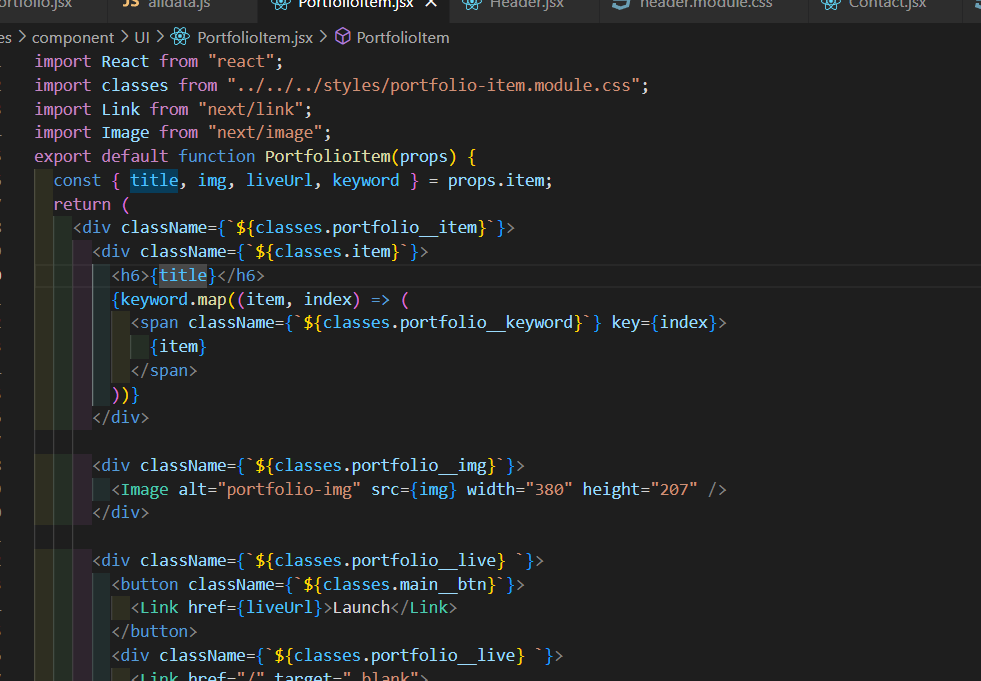 JS alldata.js PortfolioItem.jsx × Header.jsx header.module.css Contact.jsx
es > component > UI > PortfolioItem.jsx > PortfolioItem
import React from "react";
import classes from "../../../styles/portfolio-item.module.css";
import Link from "next/link";
import Image from "next/image";
export default function PortfolioItem(props) {
const { title, img, liveUrl, keyword } = props.item;
return (
<div className={`${classes.portfolio__item}`}>
<div className={`${classes.item}`}>
<h6>{title}</h6>
{keyword.map((item, index) => (
<span className={`${classes.portfolio__keyword}`} key={index}>
{item}
</span>
))}
</div>
<div className={`${classes.portfolio__img}`}>
<Image alt="portfolio-img" src={img} width="380" height="207" />
</div>
<div className={`${classes.portfolio__live} `}>
<button className={`${classes.main__btn}`}>
<Link href={liveUrl}>Launch</Link>
</button>
<div className={`${classes.portfolio__live} `}>
<Link href="/" target="_blank">